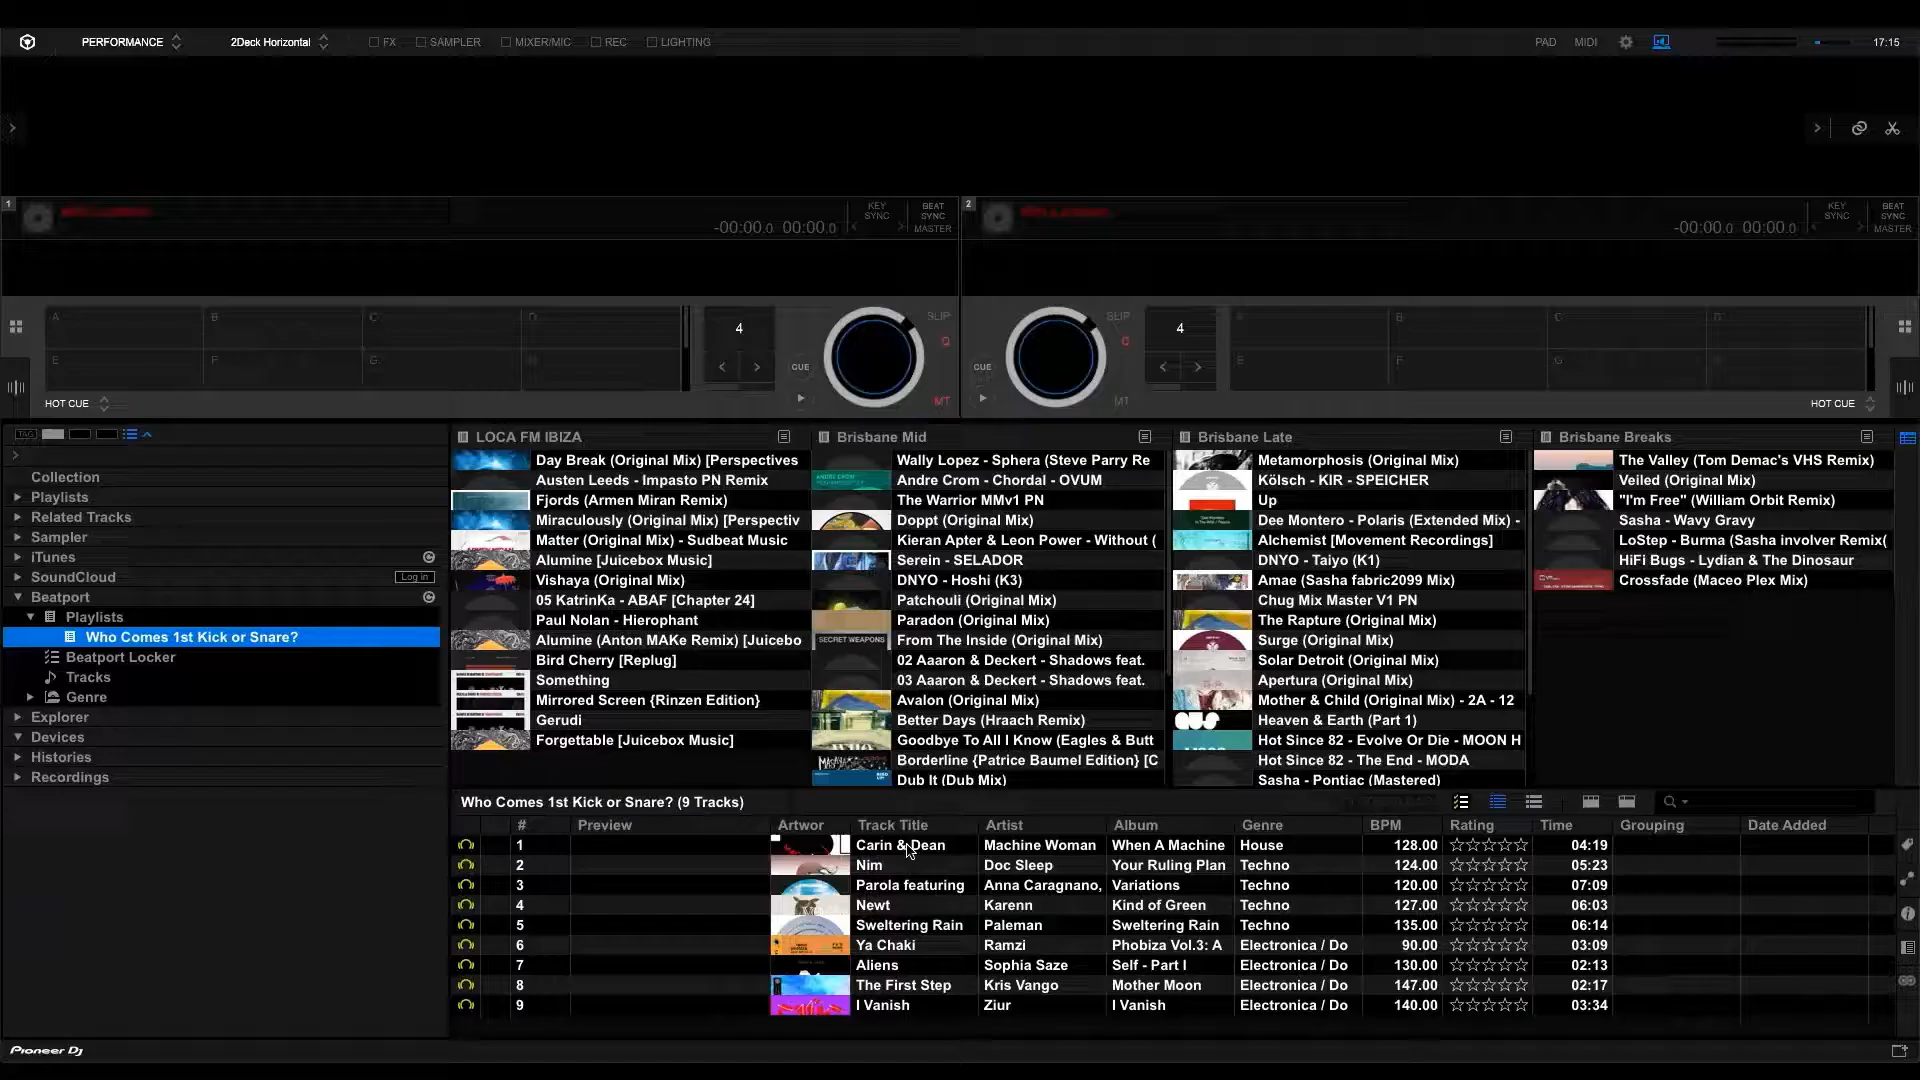 PERFORMANCE 2Deck Horizontal FX SAMPLER MIXER/MIC REC LIGHTING PAD MIDI 17:15
1 -00:00.0 00:00.0 KEY SYNC BEAT SYNC MASTER
2 -00:00.0 00:00.0 KEY SYNC BEAT SYNC MASTER
A B C D 4 SLIP SLIP 4 A B C D
Q Q
E F G H CUE CUE E F G H
HOT CUE MT MT HOT CUE
TAG
Collection
Playlists
Related Tracks
Sampler
iTunes
SoundCloud Log in
Beatport
Playlists
Who Comes 1st Kick or Snare?
Beatport Locker
Tracks
Genre
Explorer
Devices
Histories
Recordings
LOCA FM IBIZA
Day Break (Original Mix) [Perspectives
Austen Leeds - Impasto PN Remix
Fjords (Armen Miran Remix)
Miraculously (Original Mix) [Perspectiv
Matter (Original Mix) - Sudbeat Music
Alumine [Juicebox Music]
Vishaya (Original Mix)
05 KatrinKa - ABAF [Chapter 24]
Paul Nolan - Hierophant
Alumine (Anton MAKe Remix) [Juicebo
Bird Cherry [Replug]
Something
Mirrored Screen {Rinzen Edition}
Gerudi
Forgettable [Juicebox Music]
Brisbane Mid
Wally Lopez - Sphera (Steve Parry Re
Andre Crom - Chordal - OVUM
The Warrior MMv1 PN
Doppt (Original Mix)
Kieran Apter & Leon Power - Without (
Serein - SELADOR
DNYO - Hoshi (K3)
Patchouli (Original Mix)
Paradon (Original Mix)
SECRET WEAPONS From The Inside (Original Mix)
02 Aaaron & Deckert - Shadows feat.
03 Aaaron & Deckert - Shadows feat.
Avalon (Original Mix)
Better Days (Hraach Remix)
Goodbye To All I Know (Eagles & Butt
Borderline {Patrice Baumel Edition} [C
Dub It (Dub Mix)
Brisbane Late
Metamorphosis (Original Mix)
Kölsch - KIR - SPEICHER
Up
Dee Montero - Polaris (Extended Mix) -
Alchemist [Movement Recordings]
DNYO - Taiyo (K1)
Amae (Sasha fabric2099 Mix)
Chug Mix Master V1 PN
The Rapture (Original Mix)
Surge (Original Mix)
Solar Detroit (Original Mix)
Apertura (Original Mix)
Mother & Child (Original Mix) - 2A - 12
Heaven & Earth (Part 1)
Hot Since 82 - Evolve Or Die - MOON H
Hot Since 82 - The End - MODA
Sasha - Pontiac (Mastered)
Brisbane Breaks
The Valley (Tom Demac's VHS Remix)
Veiled (Original Mix)
"I'm Free" (William Orbit Remix)
Sasha - Wavy Gravy
LoStep - Burma (Sasha involver Remix(
HiFi Bugs - Lydian & The Dinosaur
Crossfade (Maceo Plex Mix)
Who Comes 1st Kick or Snare? (9 Tracks)
# Preview Artwor Track Title Artist Album Genre BPM Rating Time Grouping Date Added
1 Carin & Dean Machine Woman When A Machine House 128.00 ☆☆☆☆☆ 04:19
2 Nim Doc Sleep Your Ruling Plan Techno 124.00 ☆☆☆☆☆ 05:23
3 Parola featuring Anna Caragnano, Variations Techno 120.00 ☆☆☆☆☆ 07:09
4 Newt Karenn Kind of Green Techno 127.00 ☆☆☆☆☆ 06:03
5 Sweltering Rain Paleman Sweltering Rain Techno 135.00 ☆☆☆☆☆ 06:14
6 Ya Chaki Ramzi Phobiza Vol.3: A Electronica / Do 90.00 ☆☆☆☆☆ 03:09
7 Aliens Sophia Saze Self - Part I Electronica / Do 130.00 ☆☆☆☆☆ 02:13
8 The First Step Kris Vango Mother Moon Electronica / Do 147.00 ☆☆☆☆☆ 02:17
9 I Vanish Ziur I Vanish Electronica / Do 140.00 ☆☆☆☆☆ 03:34
Pioneer Dj